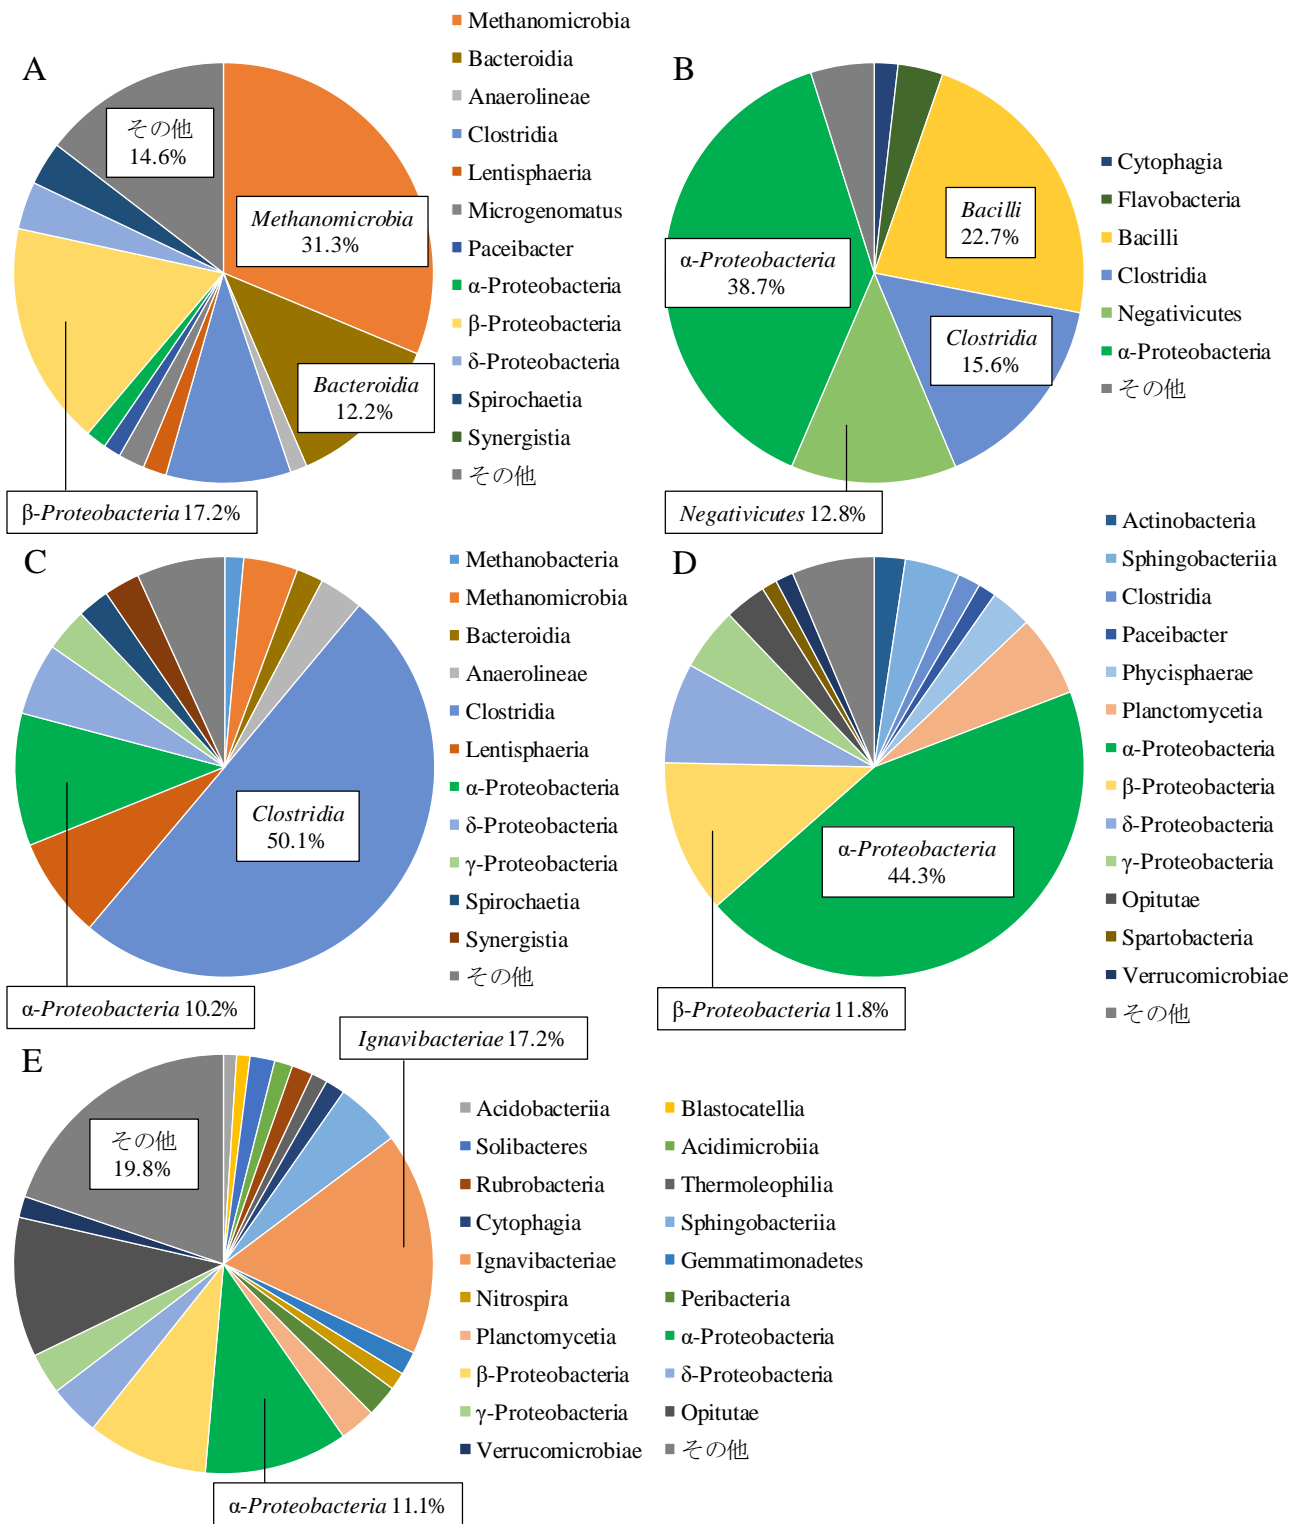 A
その他
14.6%
Methanomicrobia
31.3%
Bacteroidia
12.2%
β-Proteobacteria 17.2%
Methanomicrobia
Bacteroidia
Anaerolineae
Clostridia
Lentisphaeria
Microgenomatus
Paceibacter
α-Proteobacteria
β-Proteobacteria
δ-Proteobacteria
Spirochaetia
Synergistia
その他
B
Bacilli
22.7%
α-Proteobacteria
38.7%
Clostridia
15.6%
Negativicutes 12.8%
Cytophagia
Flavobacteria
Bacilli
Clostridia
Negativicutes
α-Proteobacteria
その他
C
Clostridia
50.1%
α-Proteobacteria 10.2%
Methanobacteria
Methanomicrobia
Bacteroidia
Anaerolineae
Clostridia
Lentisphaeria
α-Proteobacteria
δ-Proteobacteria
γ-Proteobacteria
Spirochaetia
Synergistia
その他
D
α-Proteobacteria
44.3%
β-Proteobacteria 11.8%
Actinobacteria
Sphingobacteriia
Clostridia
Paceibacter
Phycisphaerae
Planctomycetia
α-Proteobacteria
β-Proteobacteria
δ-Proteobacteria
γ-Proteobacteria
Opitutae
Spartobacteria
Verrucomicrobiae
その他
E
Ignavibacteriae 17.2%
その他
19.8%
α-Proteobacteria 11.1%
Acidobacteriia
Blastocatellia
Solibacteres
Acidimicrobiia
Rubrobacteria
Thermoleophilia
Cytophagia
Sphingobacteriia
Ignavibacteriae
Gemmatimonadetes
Nitrospira
Peribacteria
Planctomycetia
α-Proteobacteria
β-Proteobacteria
δ-Proteobacteria
γ-Proteobacteria
Opitutae
Verrucomicrobiae
その他